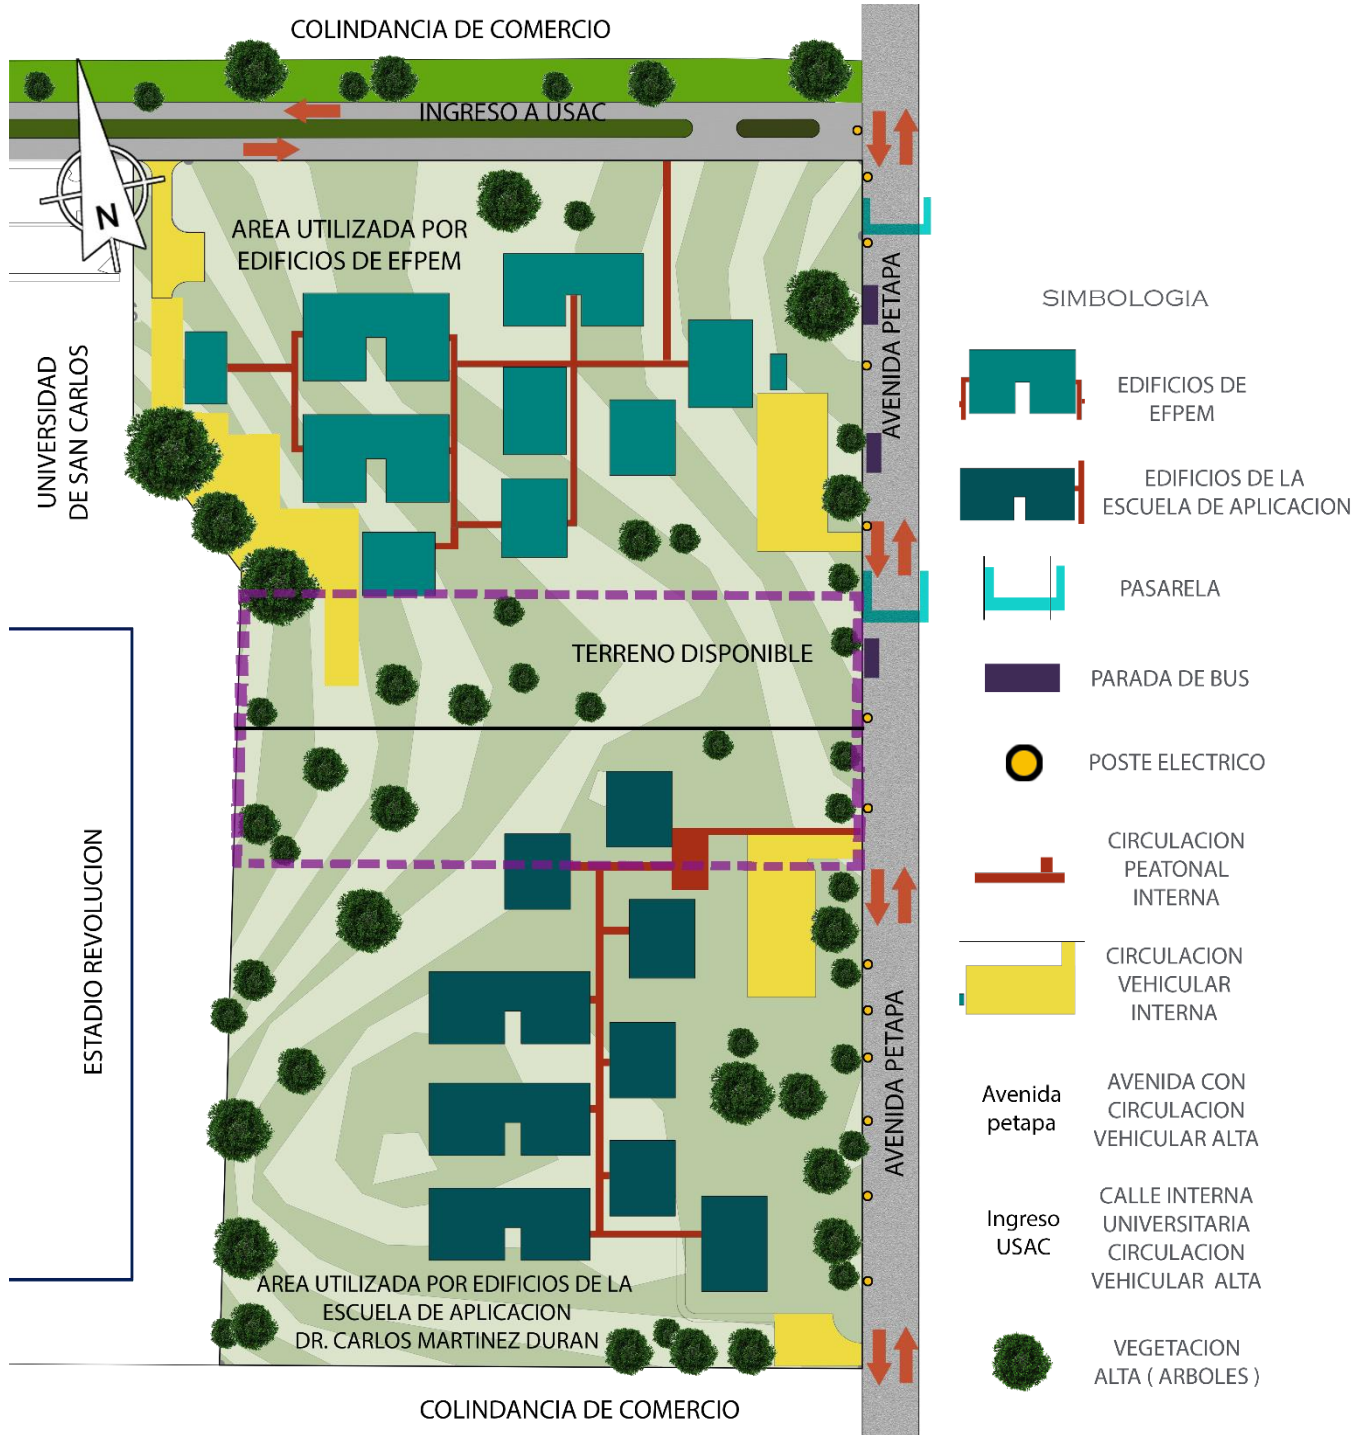 COLINDANCIA DE COMERCIO
INGRESO A USAC
N
AREA UTILIZADA POR
EDIFICIOS DE EFPEM
UNIVERSIDAD
DE SAN CARLOS
AVENIDA PETAPA
TERRENO DISPONIBLE
ESTADIO REVOLUCION
AVENIDA PETAPA
AREA UTILIZADA POR EDIFICIOS DE LA
ESCUELA DE APLICACION
DR. CARLOS MARTINEZ DURAN
COLINDANCIA DE COMERCIO
SIMBOLOGIA
EDIFICIOS DE
EFPEM
EDIFICIOS DE LA
ESCUELA DE APLICACION
PASARELA
PARADA DE BUS
POSTE ELECTRICO
CIRCULACION
PEATONAL
INTERNA
CIRCULACION
VEHICULAR
INTERNA
Avenida
petapa
AVENIDA CON
CIRCULACION
VEHICULAR ALTA
Ingreso
USAC
CALLE INTERNA
UNIVERSITARIA
CIRCULACION
VEHICULAR ALTA
VEGETACION
ALTA ( ARBOLES )